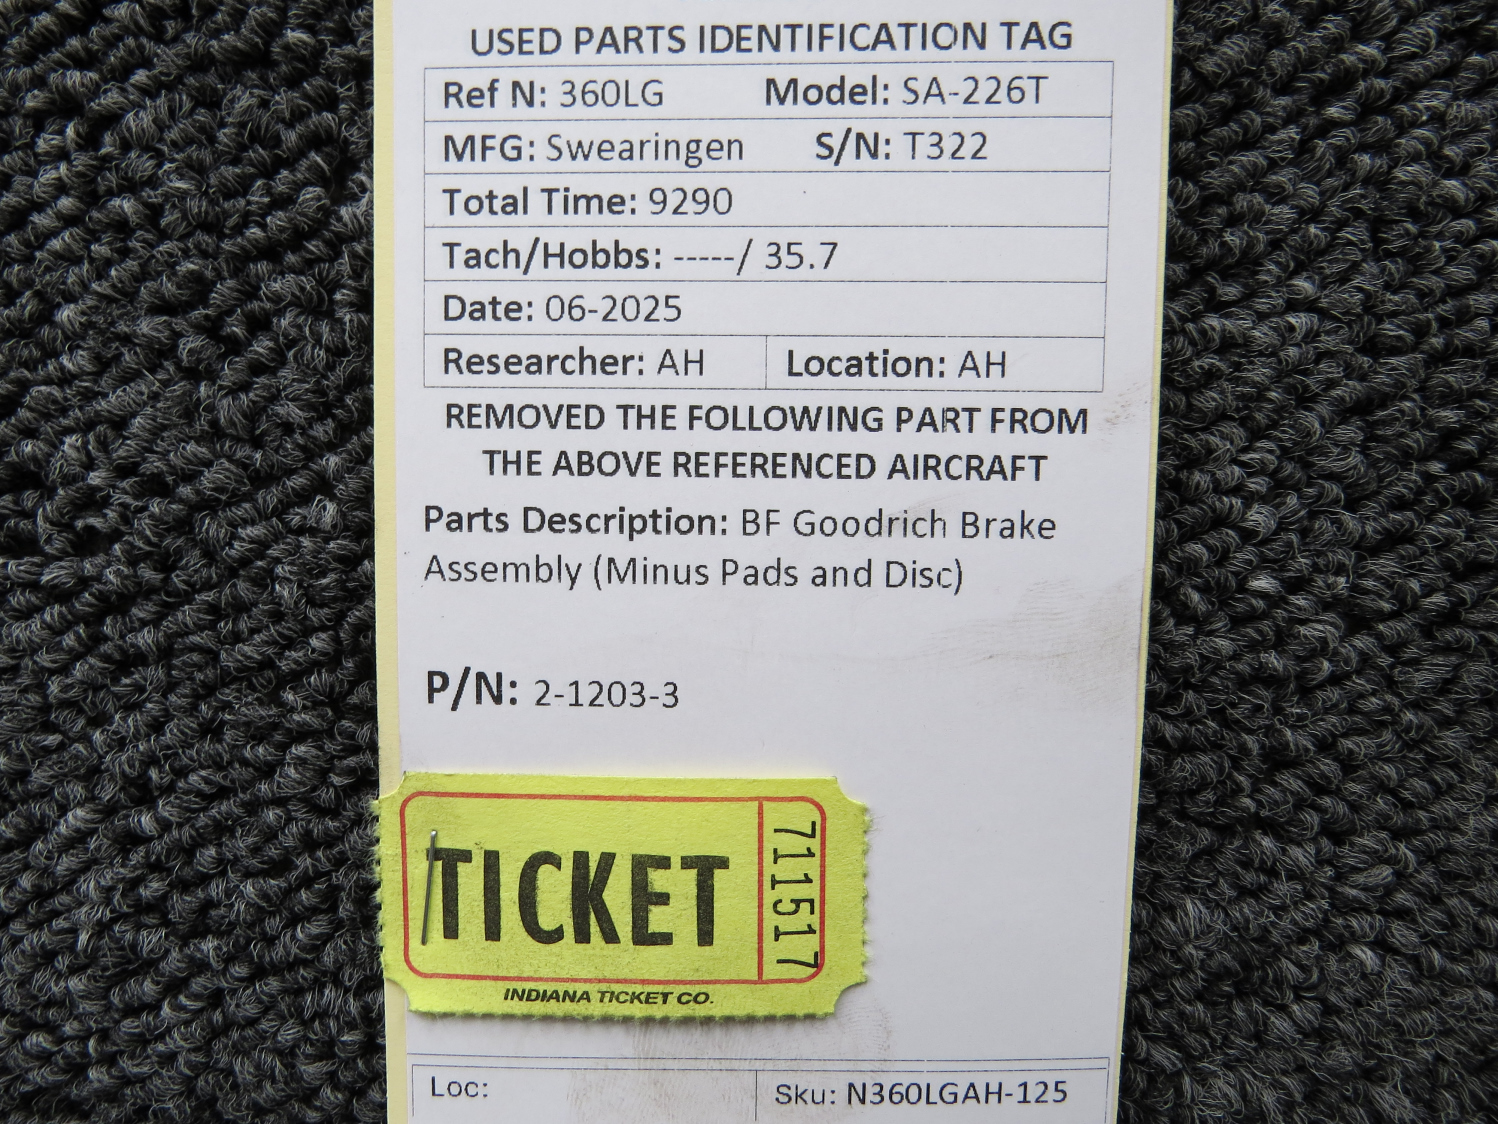 USED PARTS IDENTIFICATION TAG
Ref N: 360LG Model: SA-226T
MFG: Swearingen S/N: T322
Total Time: 9290
Tach/Hobbs: -----/ 35.7
Date: 06-2025
Researcher: AH Location: AH
REMOVED THE FOLLOWING PART FROM
THE ABOVE REFERENCED AIRCRAFT
Parts Description: BF Goodrich Brake
Assembly (Minus Pads and Disc)
P/N: 2-1203-3
TICKET
711517
INDIANA TICKET CO.
Loc: Sku: N360LGAH-125